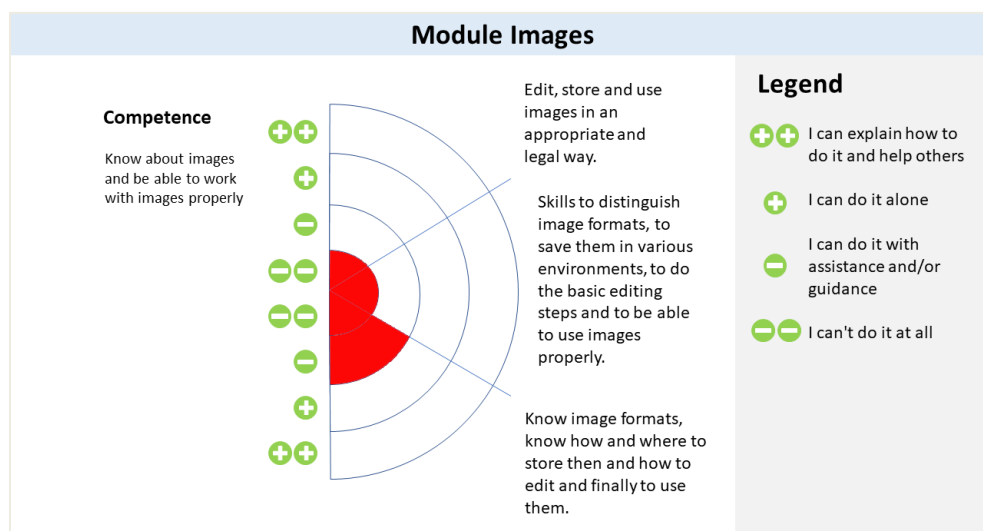 Module Images
Competence
Know about images
and be able to work
with images properly
Edit, store and use
images in an
appropriate and
legal way.
Skills to distinguish
image formats, to
save them in various
environments, to do
the basic editing
steps and to be able
to use images
properly.
Know image formats,
know how and where to
store then and how to
edit and finally to use
them.
Legend
I can explain how to
do it and help others
I can do it alone
I can do it with
assistance and/or
guidance
I can't do it at all